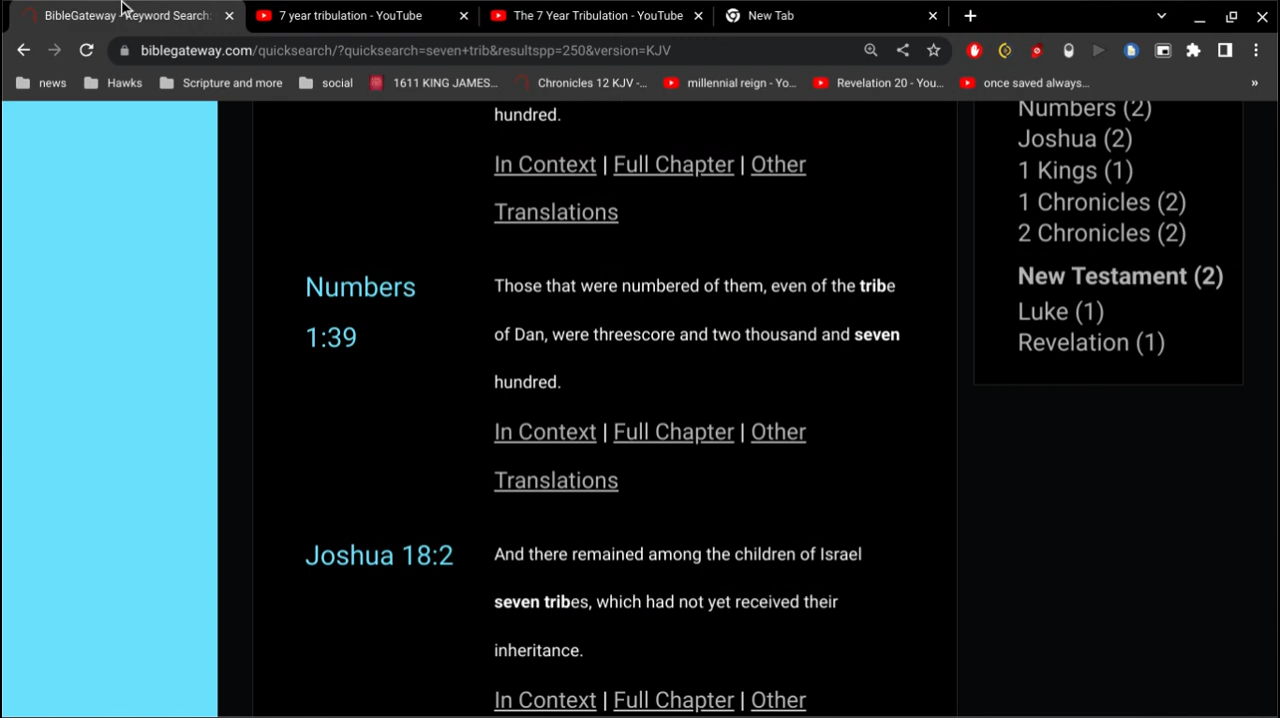 BibleGateway - Keyword Search:
7 year tribulation - YouTube
The 7 Year Tribulation - YouTube
New Tab
biblegateway.com/quicksearch/?quicksearch=seven+trib&resultspp=250&version=KJV
news
Hawks
Scripture and more
social
1611 KING JAMES...
Chronicles 12 KJV -...
millennial reign - Yo...
Revelation 20 - You...
once saved always...
»
hundred.
In Context | Full Chapter | Other
Translations
Numbers
1:39
Those that were numbered of them, even of the tribe
of Dan, were threescore and two thousand and seven
hundred.
In Context | Full Chapter | Other
Translations
Joshua 18:2
And there remained among the children of Israel
seven tribes, which had not yet received their
inheritance.
In Context | Full Chapter | Other
Numbers (2)
Joshua (2)
1 Kings (1)
1 Chronicles (2)
2 Chronicles (2)
New Testament (2)
Luke (1)
Revelation (1)